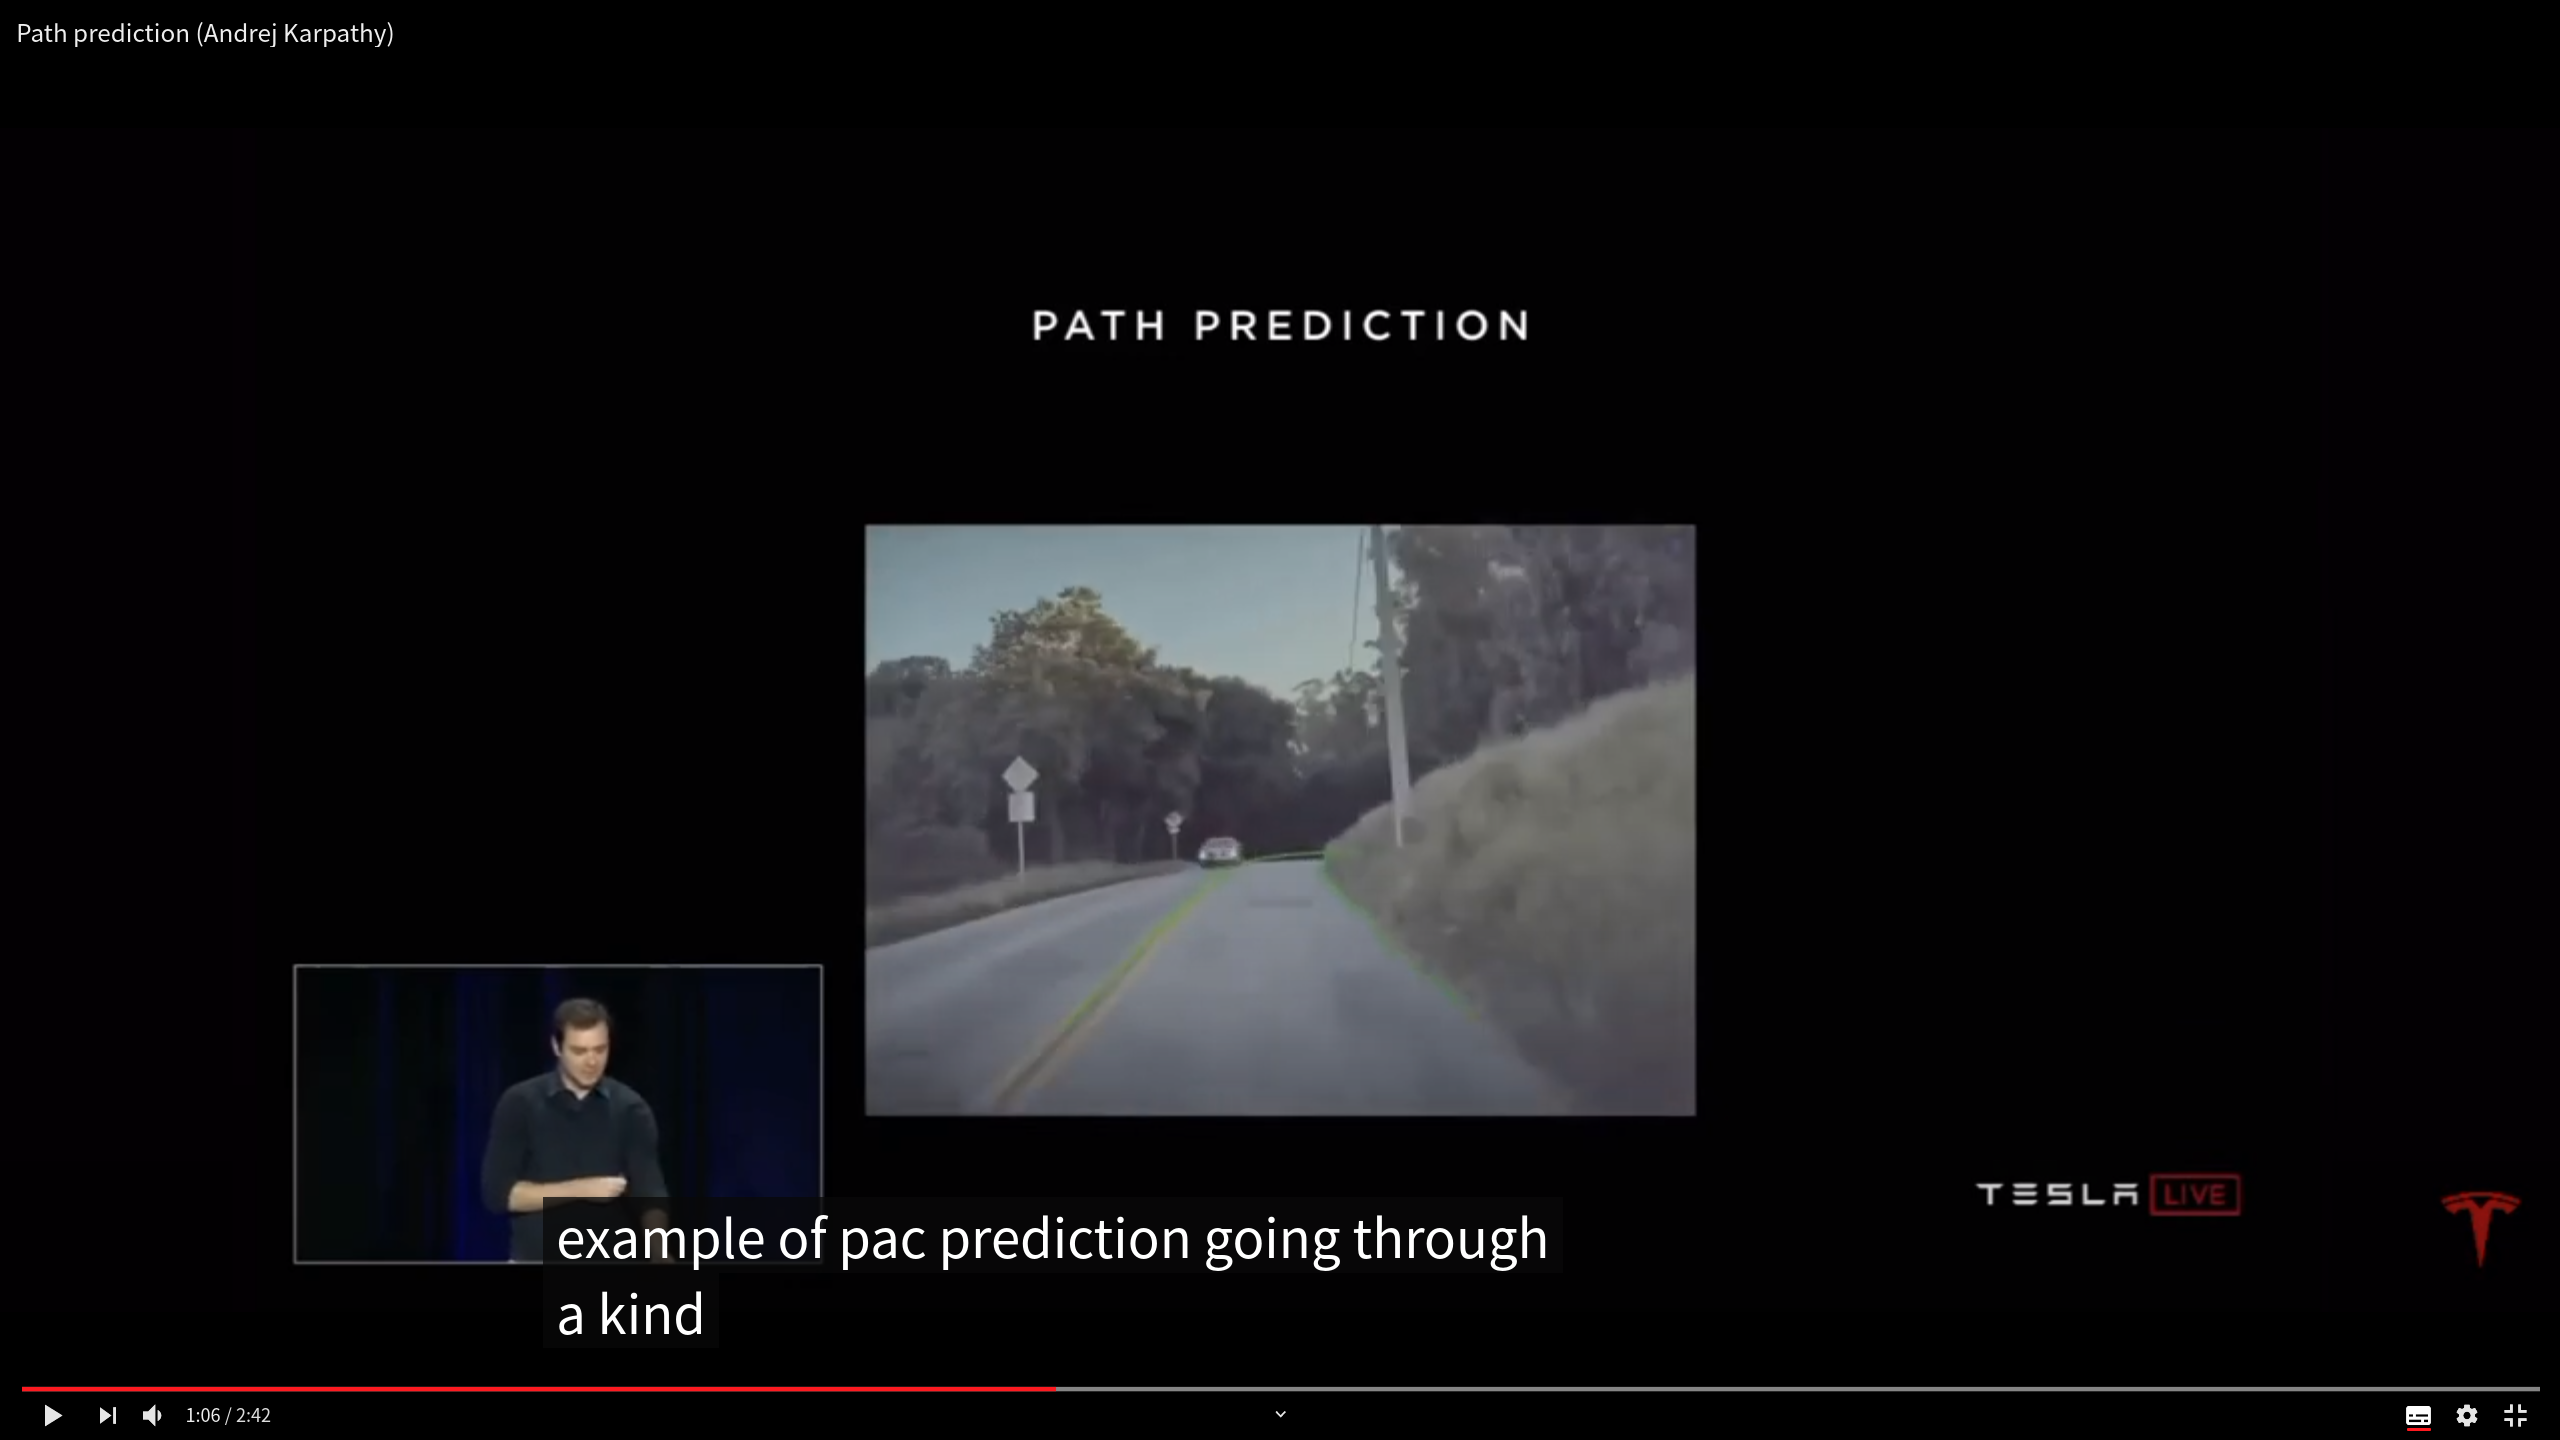 Path prediction (Andrej Karpathy)
PATH PREDICTION
TESLA LIVE
example of pac prediction going through
a kind
1:06 / 2:42